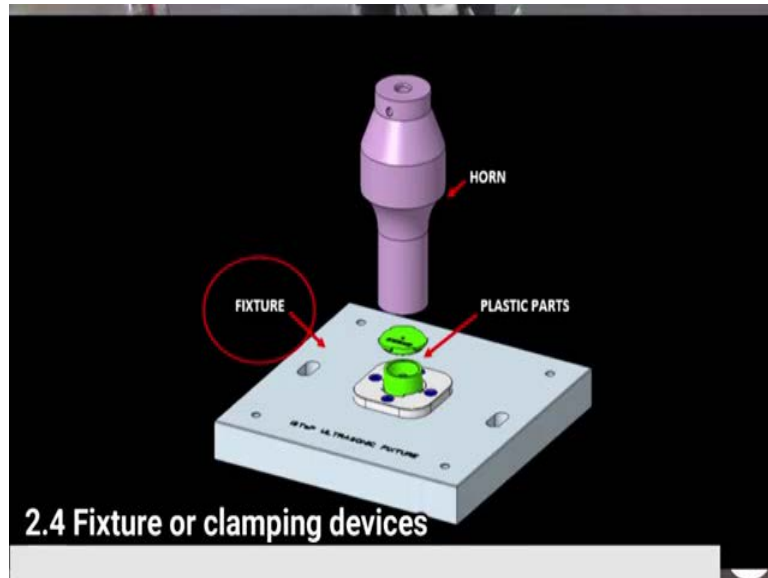 HORN
FIXTURE
PLASTIC PARTS
ULTRASONIC FIXTURE
2.4 Fixture or clamping devices